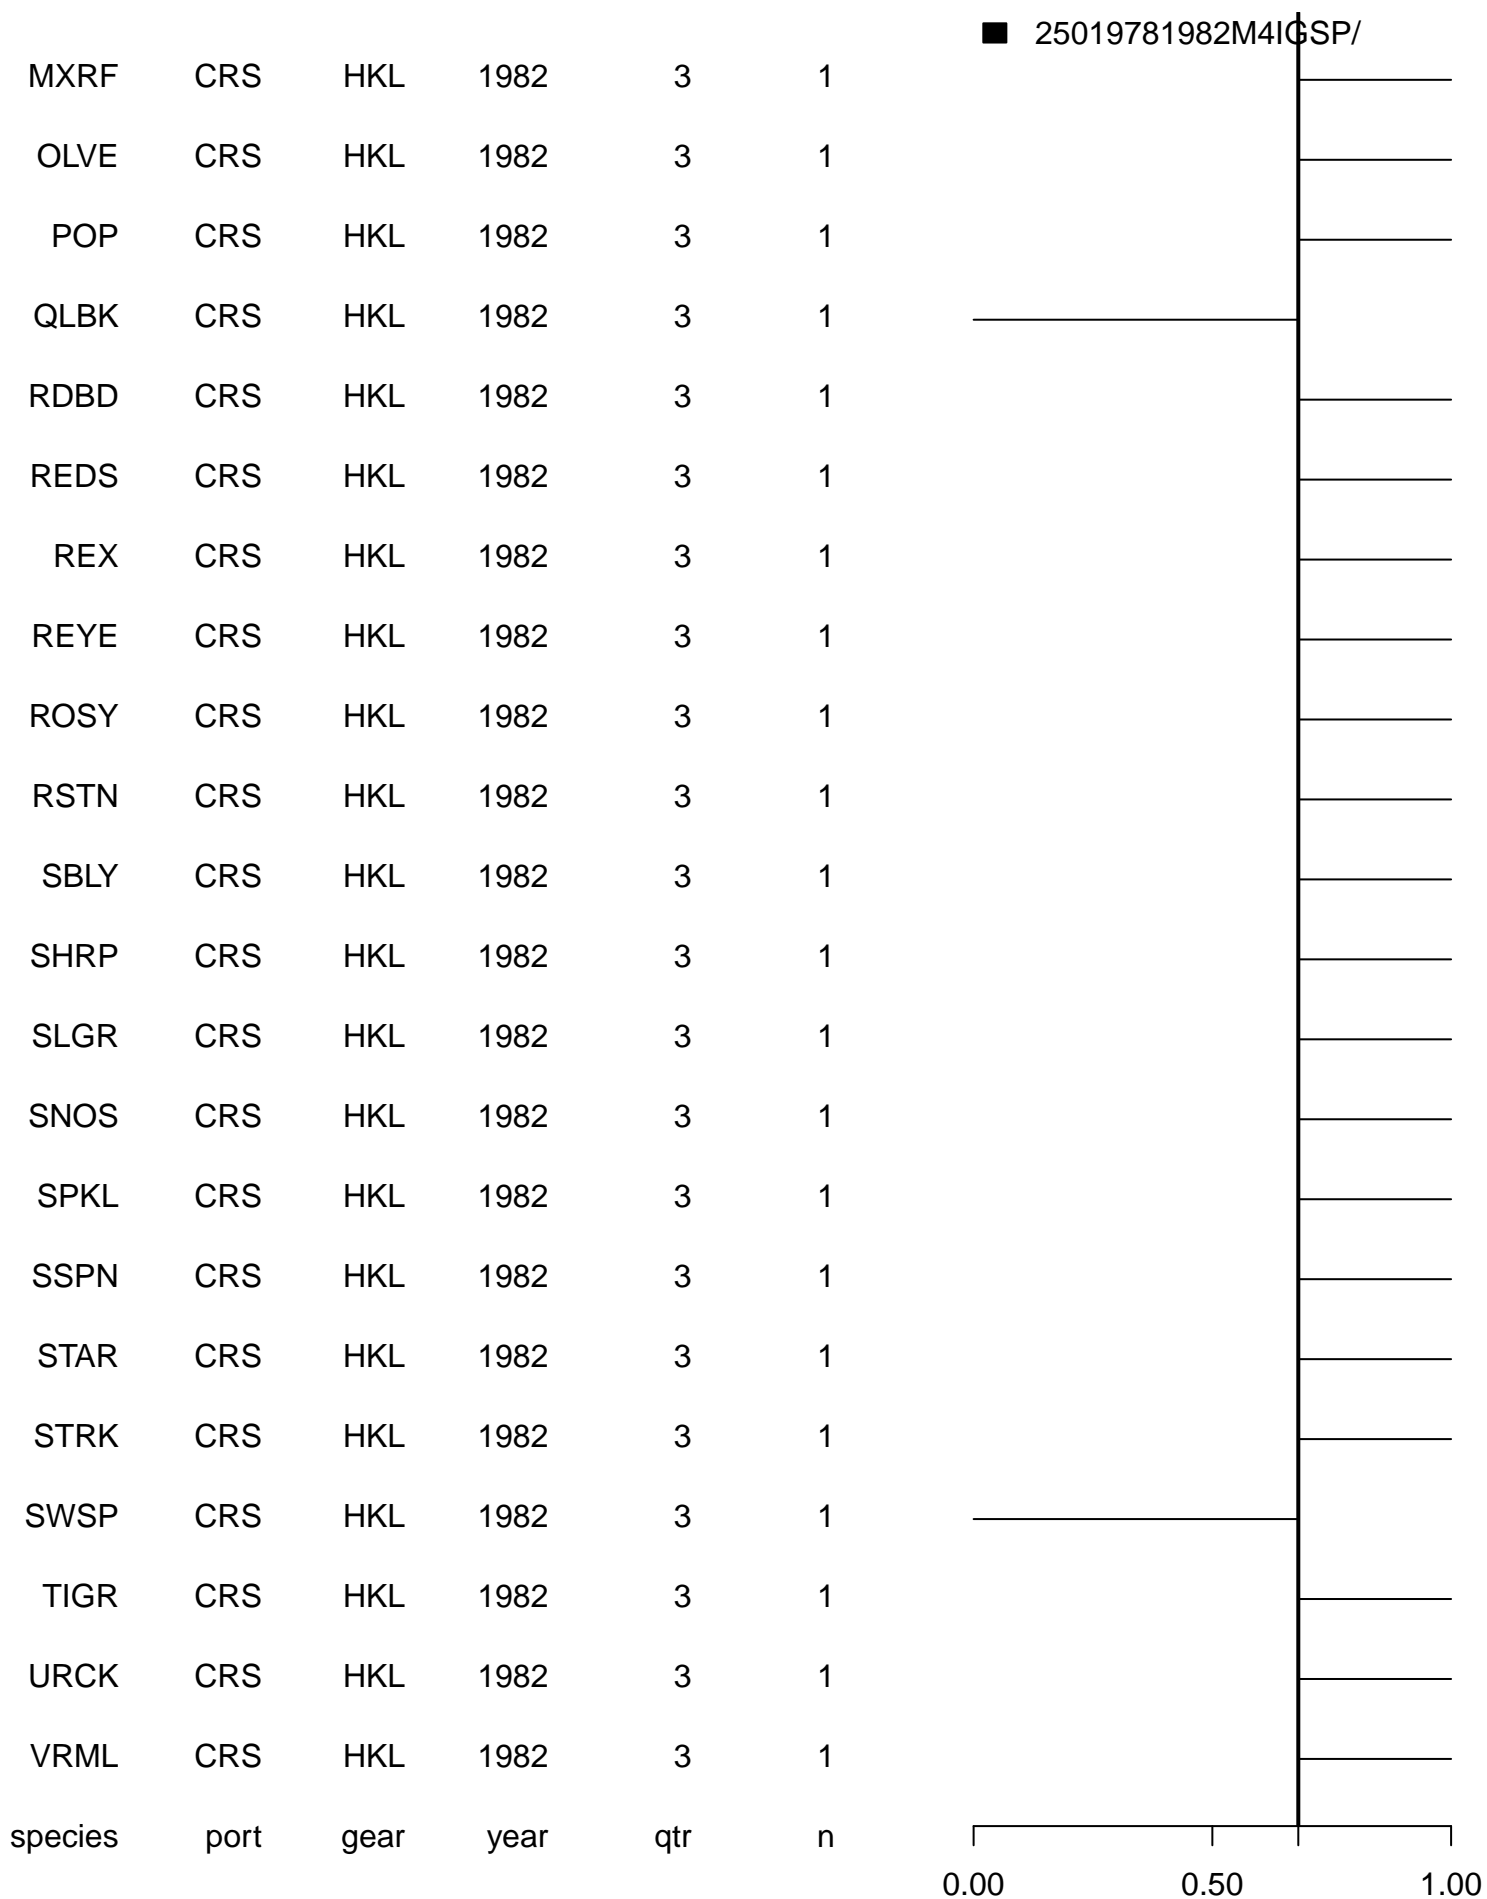 25019781982M4IGSP/
MXRF CRS HKL 1982 3 1
OLVE CRS HKL 1982 3 1
POP CRS HKL 1982 3 1
QLBK CRS HKL 1982 3 1
RDBD CRS HKL 1982 3 1
REDS CRS HKL 1982 3 1
REX CRS HKL 1982 3 1
REYE CRS HKL 1982 3 1
ROSY CRS HKL 1982 3 1
RSTN CRS HKL 1982 3 1
SBLY CRS HKL 1982 3 1
SHRP CRS HKL 1982 3 1
SLGR CRS HKL 1982 3 1
SNOS CRS HKL 1982 3 1
SPKL CRS HKL 1982 3 1
SSPN CRS HKL 1982 3 1
STAR CRS HKL 1982 3 1
STRK CRS HKL 1982 3 1
SWSP CRS HKL 1982 3 1
TIGR CRS HKL 1982 3 1
URCK CRS HKL 1982 3 1
VRML CRS HKL 1982 3 1
species port gear year qtr n
0.00 0.50 1.00